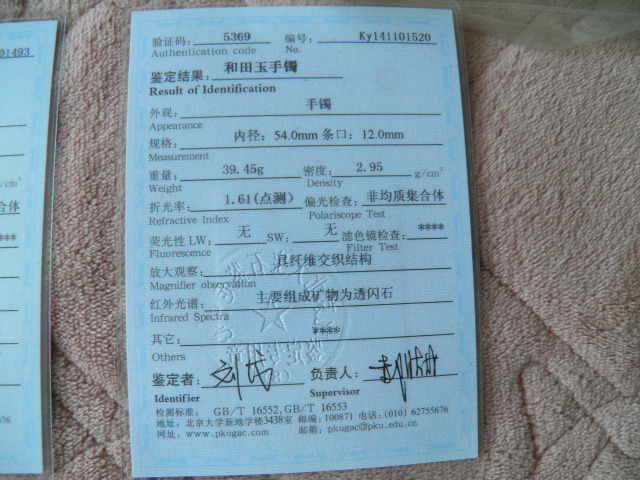 01493
g/cm³
合体
***
5676
验证码: 5369 编号: Ky141101520
Authentication code No.
鉴定结果: 和田玉手镯
Result of Identification
外观: 手镯
Appearance
规格: 内径: 54.0mm 条口: 12.0mm
Measurement
重量: 39.45g 密度: 2.95 g/cm³
Weight Density
折光率: 1.61(点测) 偏光检查: 非均质集合体
Refractive Index Polariscope Test
荧光性 LW: 无 SW: 无 滤色镜检查: ****
Fluorescence Filter Test
放大观察: 具纤维交织结构
Magnifier observation
红外光谱: 主要组成矿物为透闪石
Infrared Spectra
其它: ****
Others
鉴定者: 负责人:
Identifier Supervisor
检测标准: GB/T 16552,GB/T 16553
地址: 北京大学新地学楼3438室 邮编: 100871 电话: (010) 62755676
网址: www.pkugac.com 邮箱: pkugac@pku.edu.cn